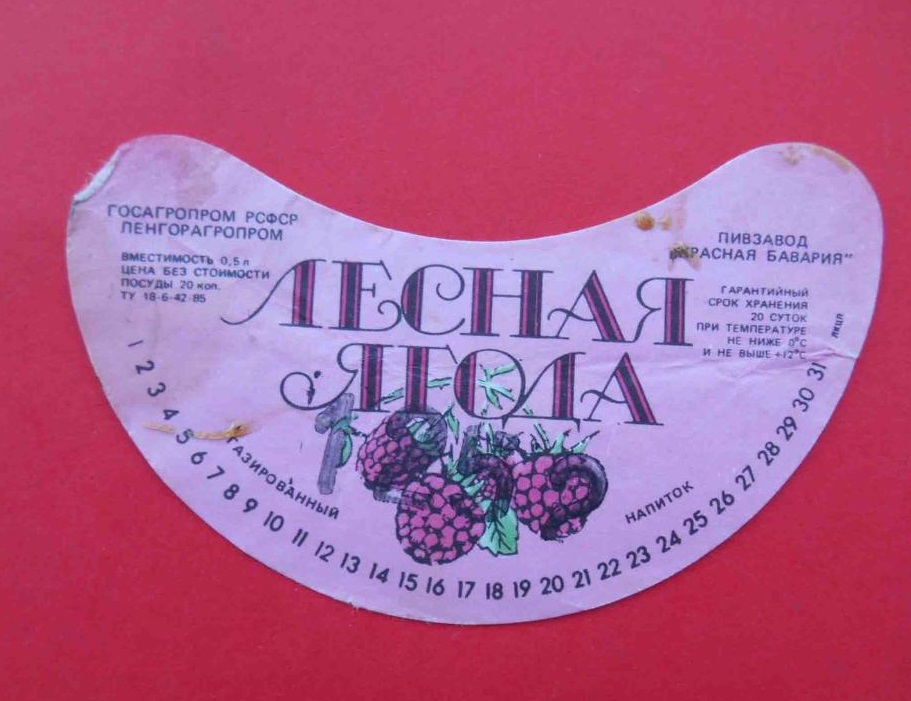 ГОСАГРОПРОМ РСФСР
ЛЕНГОРАГРОПРОМ
ВМЕСТИМОСТЬ 0,5 л
ЦЕНА БЕЗ СТОИМОСТИ
ПОСУДЫ 20 коп.
ТУ 18-6-42-85
ЛЕСНАЯ
ЯГОДА
ПИВЗАВОД
„КРАСНАЯ БАВАРИЯ"
ГАРАНТИЙНЫЙ
СРОК ХРАНЕНИЯ
20 СУТОК
ПРИ ТЕМПЕРАТУРЕ
НЕ НИЖЕ 0°С
И НЕ ВЫШЕ +12°С
ГАЗИРОВАННЫЙ
НАПИТОК
1 2 3 4 5 6 7 8 9 10 11 12 13 14 15 16 17 18 19 20 21 22 23 24 25 26 27 28 29 30 31